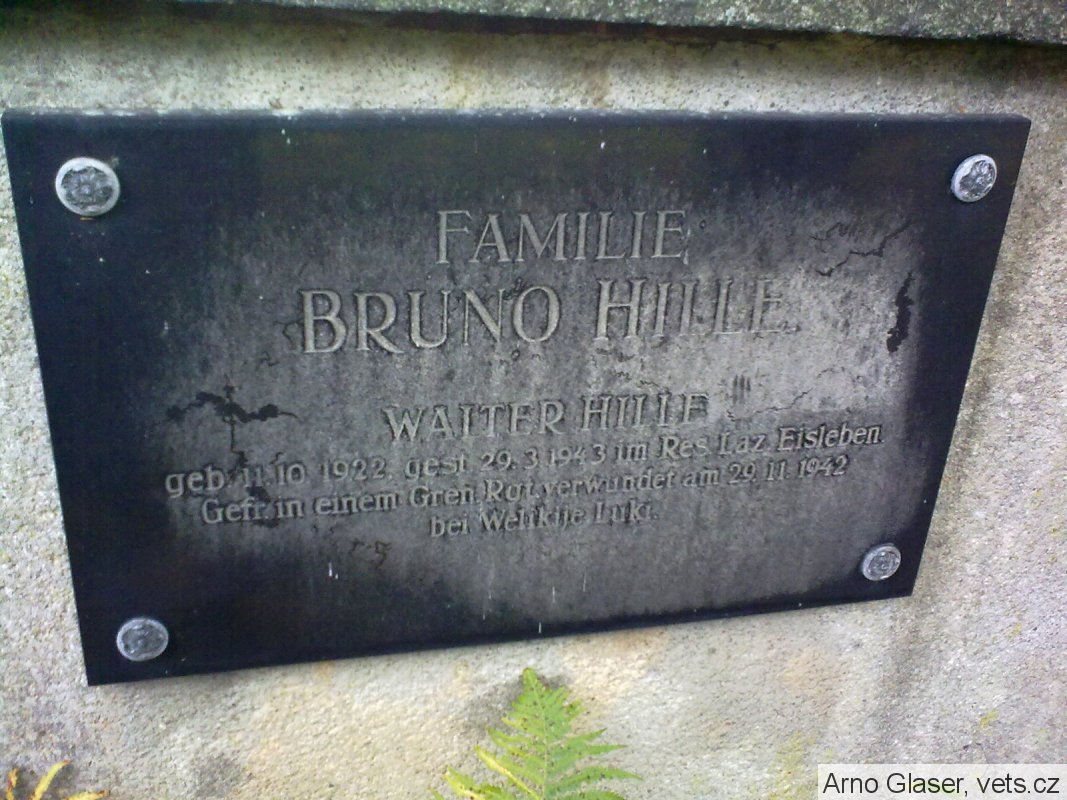 FAMILIE
BRUNO HILLE
WALTER HILLE
geb. 11. 10. 1922, gest. 29. 3. 1943 im Res. Laz. Eisleben
Gefr. in einem Gren. Rgt. verwundet am 29. 11. 1942
bei Welikije Luki.
Arno Glaser, vets.cz